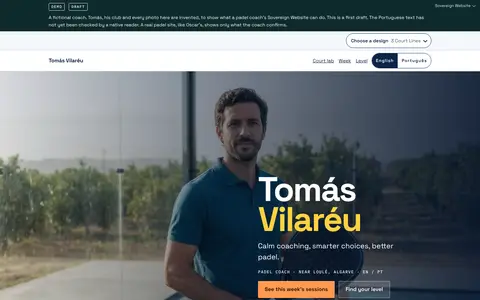 DEMO DRAFT
Sovereign Website
A fictional coach, Tomás, his club and every photo here are invented, to show what a padel coach's Sovereign Website can do. This is a first draft. The Portuguese text
has not yet been checked by a native reader. A real padel site, like Oscar's, shows only what the coach confirms.
Choose a design 3 Court Lines
Tomás Vilaréu
Court lab Week Level English Português
Tomás
Vilaréu
Calm coaching, smarter choices, better
padel.
PADEL COACH · NEAR LOULÉ, ALGARVE · EN / PT
See this week's sessions Find your level